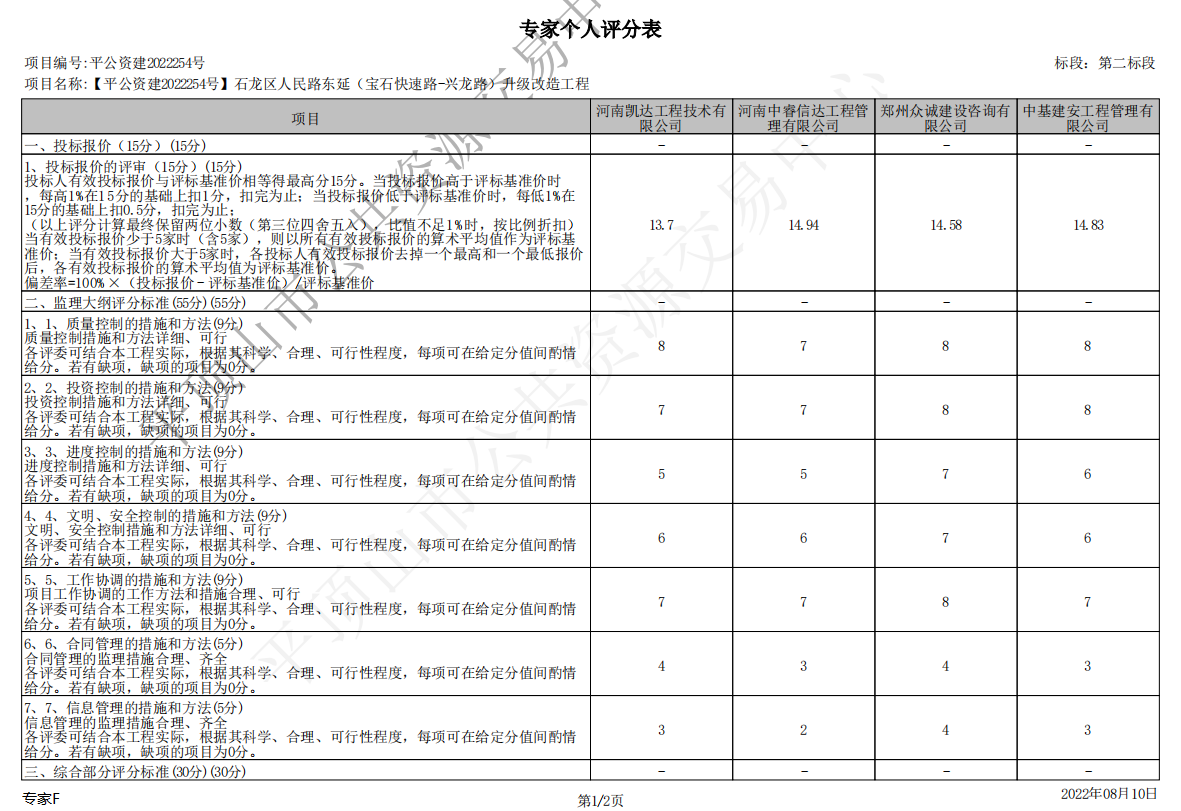 专家个人评分表
项目编号:平公资建2022254号
标段：第二标段
项目名称:【平公资建2022254号】石龙区人民路东延（宝石快速路-兴龙路）升级改造工程
项目
河南凯达工程技术有
限公司
河南中睿信达工程管
理有限公司
郑州众诚建设咨询有
限公司
中基建安工程管理有
限公司
一、投标报价（15分）(15分)
-
-
-
-
1、投标报价的评审（15分）(15分)
投标人有效投标报价与评标基准价相等得最高分15分。当投标报价高于评标基准价时
，每高1%在15分的基础上扣1分，扣完为止；当投标报价低于评标基准价时，每低1%在
15分的基础上扣0.5分，扣完为止；
（以上评分计算最终保留两位小数（第三位四舍五入），比值不足1%时，按比例折扣）
当有效投标报价少于5家时（含5家），则以所有有效投标报价的算术平均值作为评标基
准价；当有效投标报价大于5家时，各投标人有效投标报价去掉一个最高和一个最低报价
后，各有效投标报价的算术平均值为评标基准价。
偏差率=100%×（投标报价-评标基准价）/评标基准价
13.7
14.94
14.58
14.83
二、监理大纲评分标准(55分)(55分)
-
-
-
-
1、1、质量控制的措施和方法(9分)
质量控制措施和方法详细、可行
各评委可结合本工程实际，根据其科学、合理、可行性程度，每项可在给定分值间酌情
给分。若有缺项，缺项的项目为0分。
8
7
8
8
2、2、投资控制的措施和方法(9分)
投资控制措施和方法详细、可行
各评委可结合本工程实际，根据其科学、合理、可行性程度，每项可在给定分值间酌情
给分。若有缺项，缺项的项目为0分。
7
7
8
8
3、3、进度控制的措施和方法(9分)
进度控制措施和方法详细、可行
各评委可结合本工程实际，根据其科学、合理、可行性程度，每项可在给定分值间酌情
给分。若有缺项，缺项的项目为0分。
5
5
7
6
4、4、文明、安全控制的措施和方法(9分)
文明、安全控制措施和方法详细、可行
各评委可结合本工程实际，根据其科学、合理、可行性程度，每项可在给定分值间酌情
给分。若有缺项，缺项的项目为0分。
6
6
7
6
5、5、工作协调的措施和方法(9分)
项目工作协调的工作方法和措施合理、可行
各评委可结合本工程实际，根据其科学、合理、可行性程度，每项可在给定分值间酌情
给分。若有缺项，缺项的项目为0分。
7
7
8
7
6、6、合同管理的措施和方法(5分)
合同管理的监理措施合理、齐全
各评委可结合本工程实际，根据其科学、合理、可行性程度，每项可在给定分值间酌情
给分。若有缺项，缺项的项目为0分。
4
3
4
3
7、7、信息管理的措施和方法(5分)
信息管理的监理措施合理、齐全
各评委可结合本工程实际，根据其科学、合理、可行性程度，每项可在给定分值间酌情
给分。若有缺项，缺项的项目为0分。
3
2
4
3
三、综合部分评分标准(30分)(30分)
-
-
-
-
专家F
第1/2页
2022年08月10日
平顶山市公共资源交易中
平顶山市公共资源交易中心